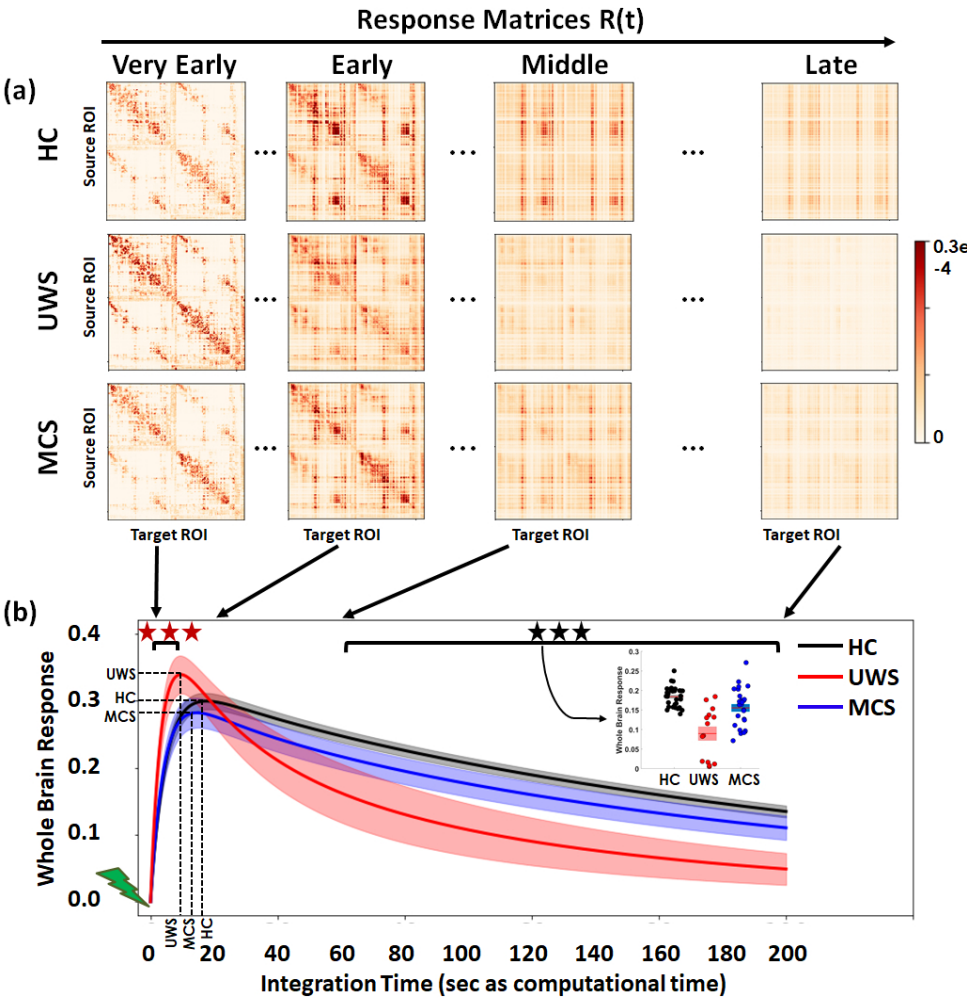 Response Matrices R(t)
Very Early Early Middle Late
(a)
HC Source ROI
... ... ...
UWS Source ROI
... ... ...
0.3e
-4
0
MCS Source ROI
... ... ...
Target ROI Target ROI Target ROI Target ROI
(b)
Whole Brain Response
0.4
0.3
0.2
0.1
0.0
UWS
HC
MCS
HC
UWS
MCS
Whole Brain Response
0.3
0.25
0.2
0.15
0.1
0.05
0
HC UWS MCS
UWS MCS HC
0 20 40 60 80 100 120 140 160 180 200
Integration Time (sec as computational time)